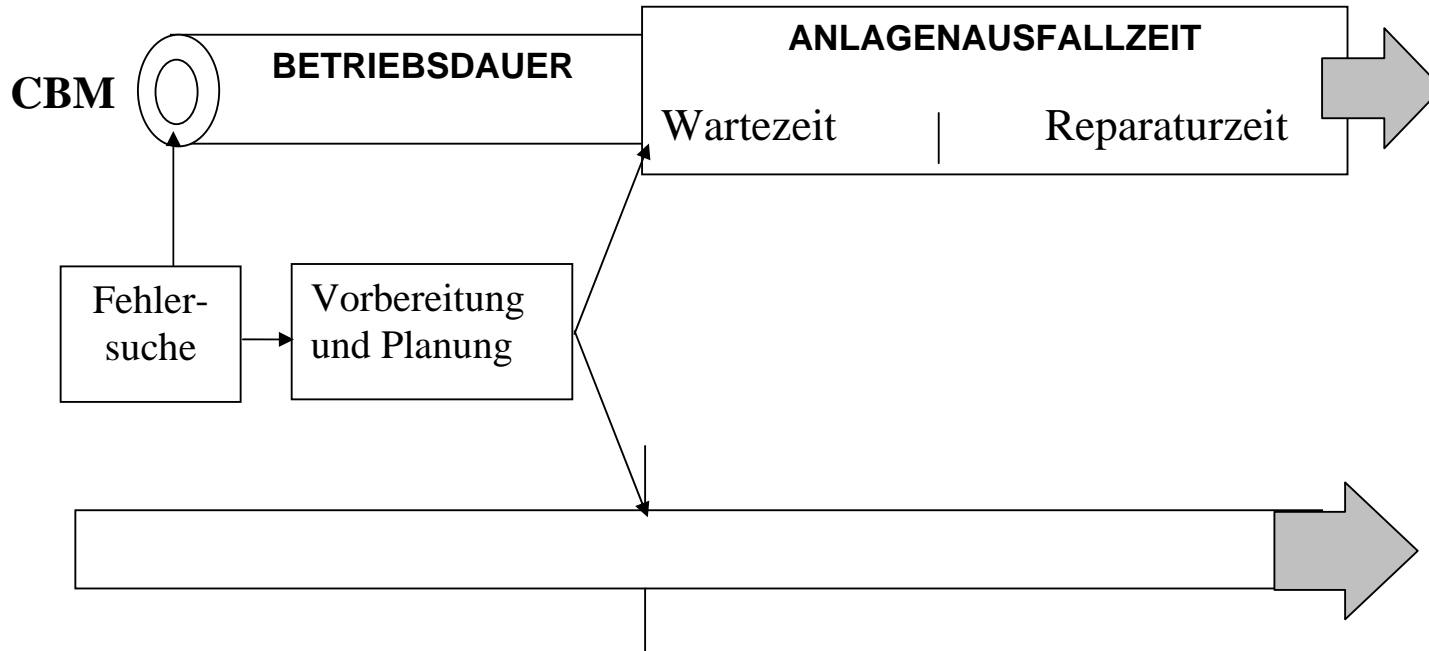 CBM
BETRIEBSDAUER
ANLAGENAUSFALLZEIT
Wartezeit
Reparaturzeit
Fehler-
suche
Vorbereitung
und Planung